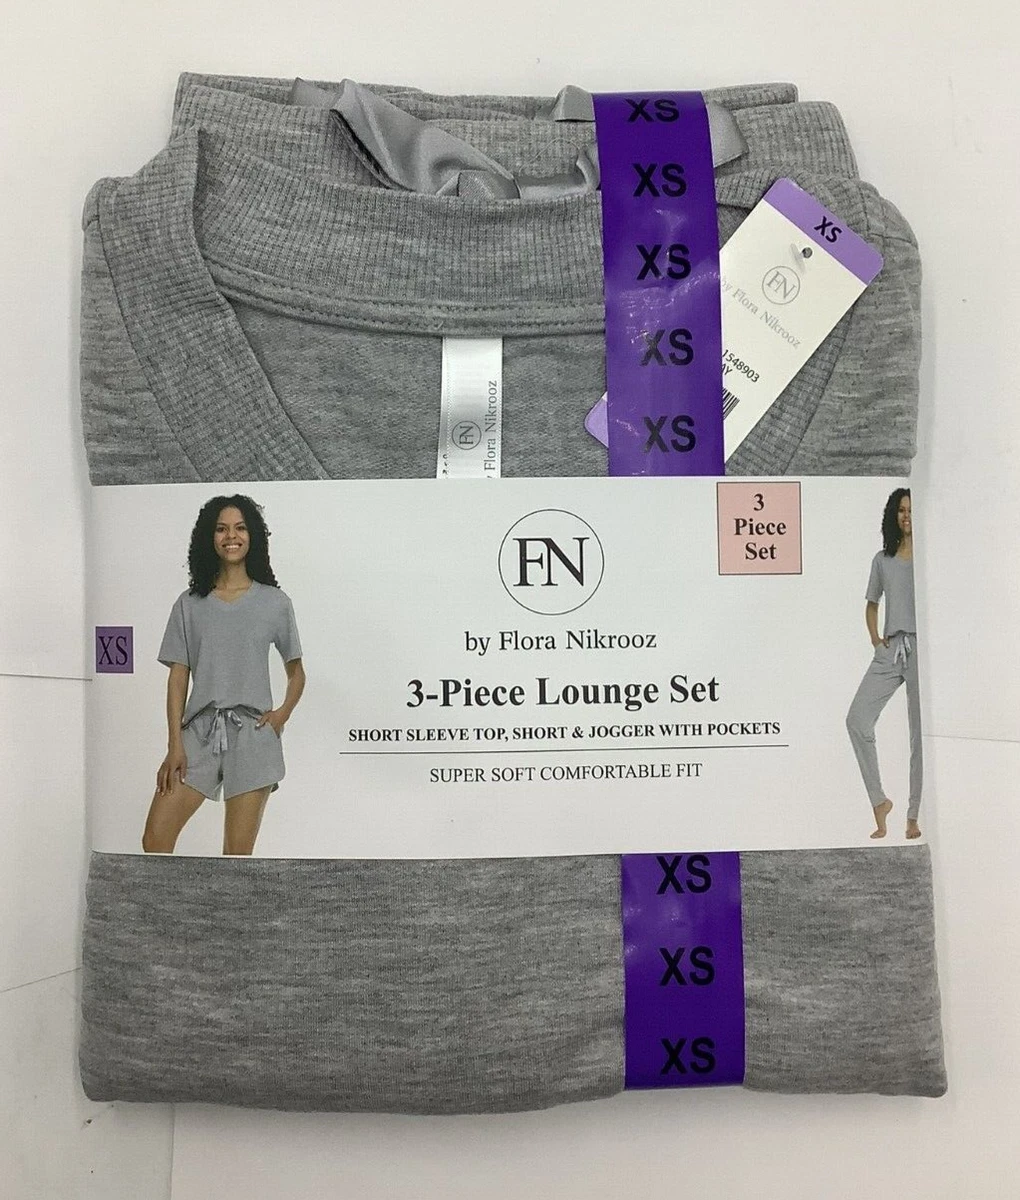 XS
XS
XS
XS
XS
XS
FN
by Flora Nikrooz
1548903
FN
Flora Nikrooz
3
Piece
Set
FN
by Flora Nikrooz
XS
3-Piece Lounge Set
SHORT SLEEVE TOP, SHORT & JOGGER WITH POCKETS
SUPER SOFT COMFORTABLE FIT
XS
XS
XS